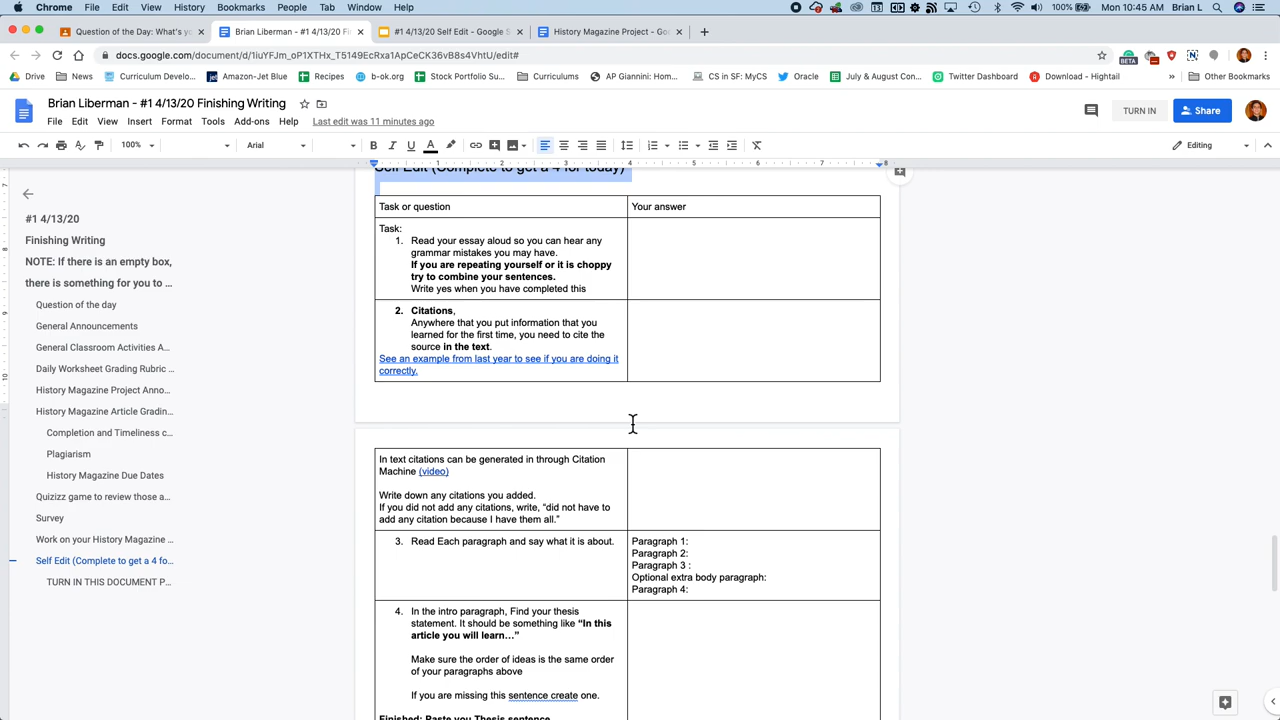 Chrome File Edit View History Bookmarks People Tab Window Help
49% Mon 10:45 AM Brian L
Question of the Day: What's yo
Brian Liberman - #1 4/13/20 Fi
#1 4/13/20 Self Edit - Google S
History Magazine Project - Goo
docs.google.com/document/d/1iuYFJm_oP1XTHx_T5149EcRxa1ApCeCK36vB8s4VhtU/edit#
BETA
Drive News Curriculum Develo... Amazon-Jet Blue Recipes b-ok.org Stock Portfolio Su... Curriculums AP Giannini: Hom... CS in SF: MyCS Oracle July & August Con... Twitter Dashboard Download - Hightail » Other Bookmarks
Brian Liberman - #1 4/13/20 Finishing Writing
File Edit View Insert Format Tools Add-ons Help Last edit was 11 minutes ago
TURN IN
Share
100% Arial Editing
1 2 3 4 5 6 7 8
#1 4/13/20
Finishing Writing
NOTE: If there is an empty box,
there is something for you to ...
Question of the day
General Announcements
General Classroom Activities A...
Daily Worksheet Grading Rubric ...
History Magazine Project Anno...
History Magazine Article Gradin...
Completion and Timeliness c...
Plagiarism
History Magazine Due Dates
Quizizz game to review those a...
Survey
Work on your History Magazine ...
Self Edit (Complete to get a 4 fo...
TURN IN THIS DOCUMENT P...
Self Edit (Complete to get a 4 for today)
Task or question
Your answer
Task:
1. Read your essay aloud so you can hear any
grammar mistakes you may have.
If you are repeating yourself or it is choppy
try to combine your sentences.
Write yes when you have completed this
2. Citations,
Anywhere that you put information that you
learned for the first time, you need to cite the
source in the text.
See an example from last year to see if you are doing it
correctly.
In text citations can be generated in through Citation
Machine (video)
Write down any citations you added.
If you did not add any citations, write, “did not have to
add any citation because I have them all.”
3. Read Each paragraph and say what it is about.
Paragraph 1:
Paragraph 2:
Paragraph 3 :
Optional extra body paragraph:
Paragraph 4:
4. In the intro paragraph, Find your thesis
statement. It should be something like “In this
article you will learn...”
Make sure the order of ideas is the same order
of your paragraphs above
If you are missing this sentence create one.
Finished: Paste you Thesis sentence